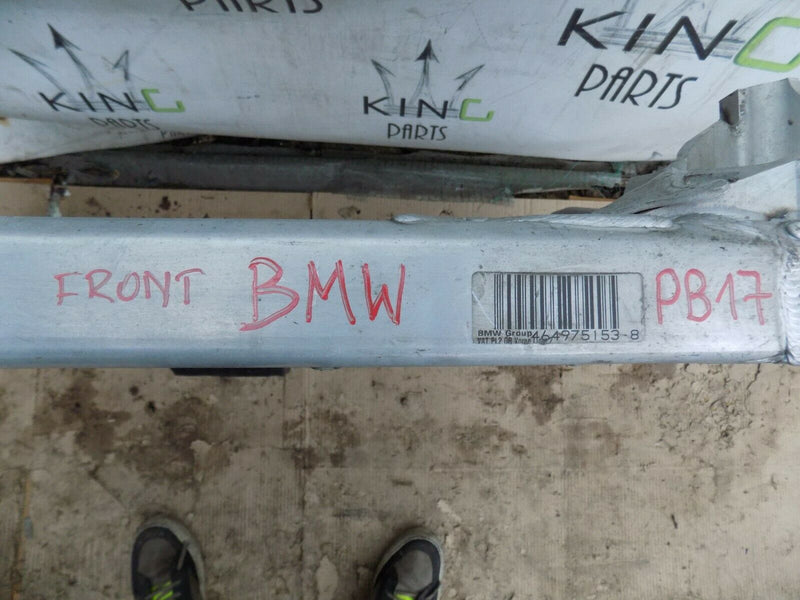 PARTS
KING
PARTS
KING
PARTS
KING
PARTS
FRONT BMW
BMW Group 464975153-8
PB17